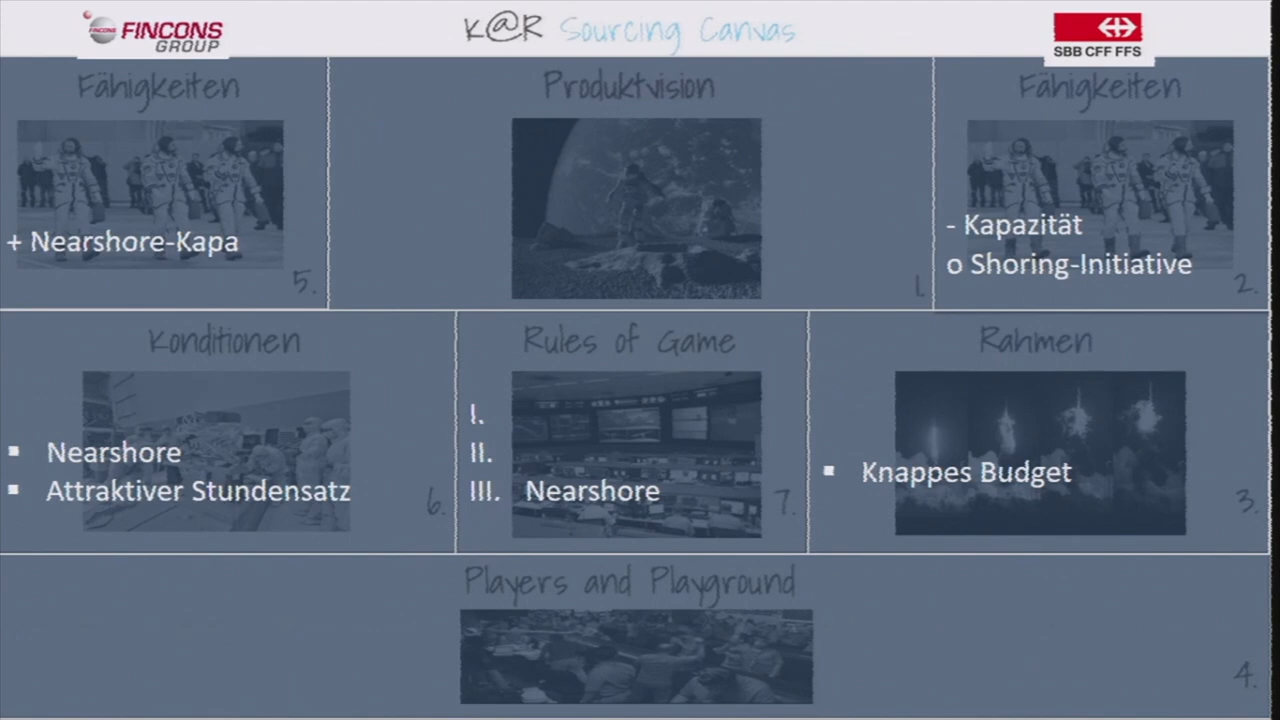 FINCONS
FINCONS
GROUP
K@R Sourcing Canvas
SBB CFF FFS
Fähigkeiten
+ Nearshore-Kapa
5.
Produktvision
1.
Fähigkeiten
- Kapazität
o Shoring-Initiative
2.
Konditionen
▪ Nearshore
▪ Attraktiver Stundensatz
6.
Rules of Game
I.
II.
III. Nearshore
7.
Rahmen
▪ Knappes Budget
3.
Players and Playground
4.